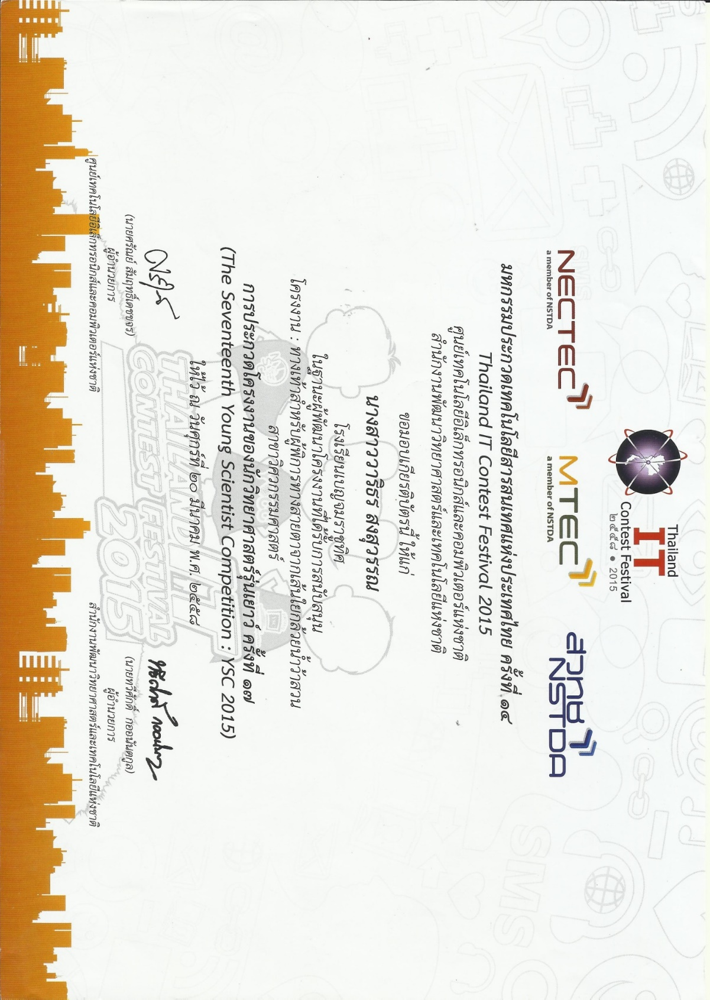 Thailand
IT
Contest Festival
๒๕๕๘ • 2015
NECTEC
a member of NSTDA
MTEC
a member of NSTDA
สวทช
NSTDA
มหกรรมประกวดเทคโนโลยีสารสนเทศแห่งประเทศไทย ครั้งที่ ๑๔
Thailand IT Contest Festival 2015
ศูนย์เทคโนโลยีอิเล็กทรอนิกส์และคอมพิวเตอร์แห่งชาติ
สำนักงานพัฒนาวิทยาศาสตร์และเทคโนโลยีแห่งชาติ
ขอมอบเกียรติบัตรนี้ ให้แก่
นางสาววาริธร สงสุวรรณ
โรงเรียนเบญจมราชูทิศ
ในฐานะผู้พัฒนาโครงงานที่ได้รับการสนับสนุน
โครงงาน : ทางเท้าสำหรับผู้พิการทางสายตาจากเส้นใยกล้วยน้ำว้าสวน
สาขาวิศวกรรมศาสตร์
การประกวดโครงงานของนักวิทยาศาสตร์รุ่นเยาว์ ครั้งที่ ๑๗
(The Seventeenth Young Scientist Competition : YSC 2015)
ให้ไว้ ณ วันศุกร์ที่ ๒๐ มีนาคม พ.ศ. ๒๕๕๘
THAILAND IT
CONTEST FESTIVAL
2015
(นายศรัณย์ สัมฤทธิ์เดชขจร)
ผู้อำนวยการ
ศูนย์เทคโนโลยีอิเล็กทรอนิกส์และคอมพิวเตอร์แห่งชาติ
(นายทวีศักดิ์ กออนันตกูล)
ผู้อำนวยการ
สำนักงานพัฒนาวิทยาศาสตร์และเทคโนโลยีแห่งชาติ
SMS
SMS